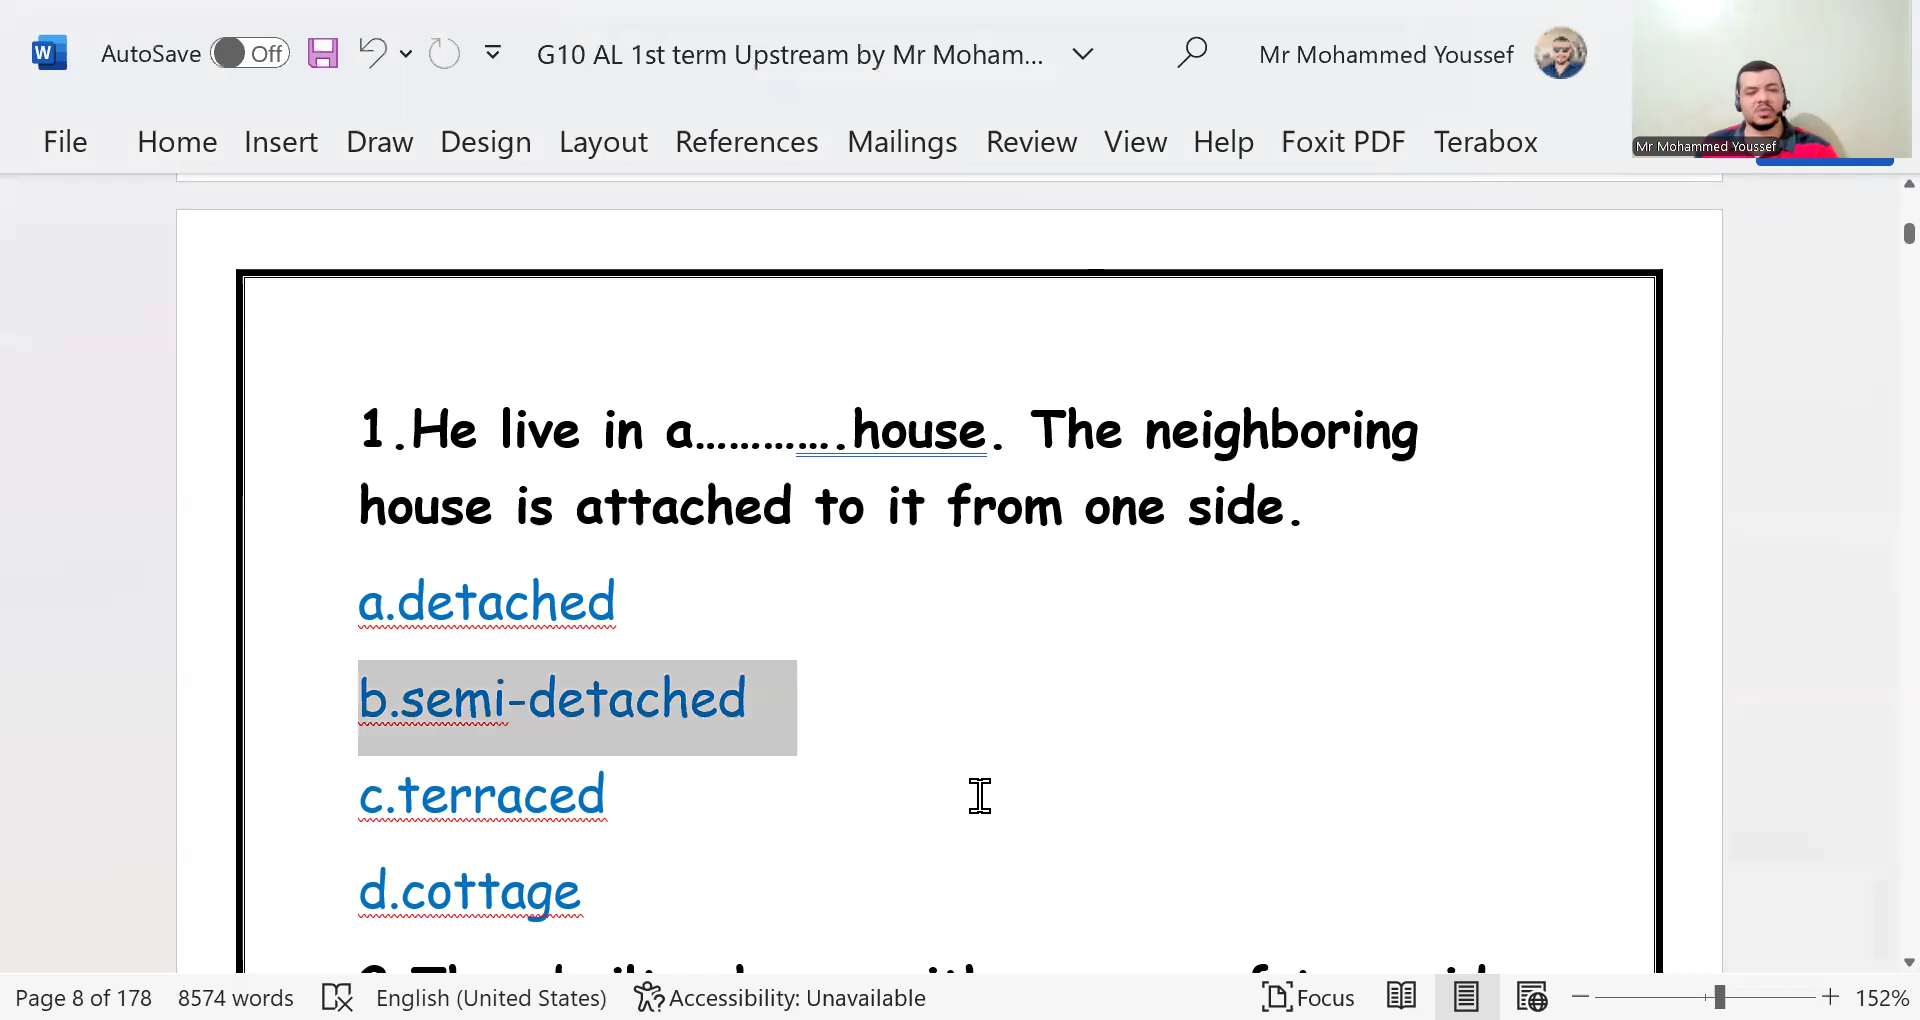 AutoSave Off G10 AL 1st term Upstream by Mr Moham... Mr Mohammed Youssef
Mr Mohammed Youssef
File Home Insert Draw Design Layout References Mailings Review View Help Foxit PDF Terabox
1.He live in a………….house. The neighboring
house is attached to it from one side.
a.detached
b.semi-detached
c.terraced
d.cottage
Page 8 of 178 8574 words English (United States) Accessibility: Unavailable Focus 152%